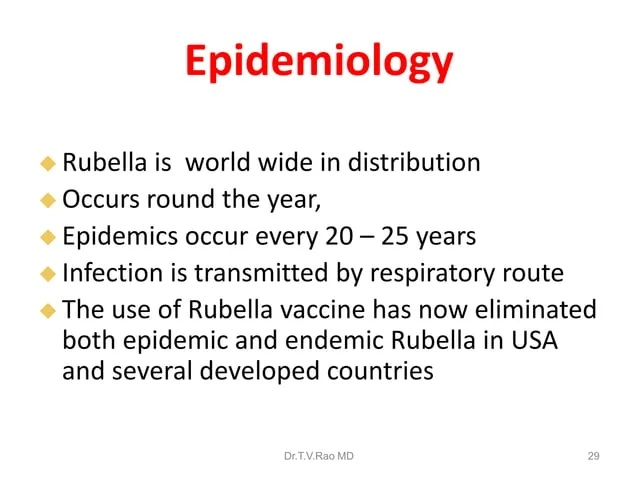 Epidemiology
Rubella is  world wide in distribution
Occurs round the year,
Epidemics occur every 20 – 25 years
Infection is transmitted by respiratory route
The use of Rubella vaccine has now eliminated
both epidemic and endemic Rubella in USA
and several developed countries
Dr.T.V.Rao MD
29